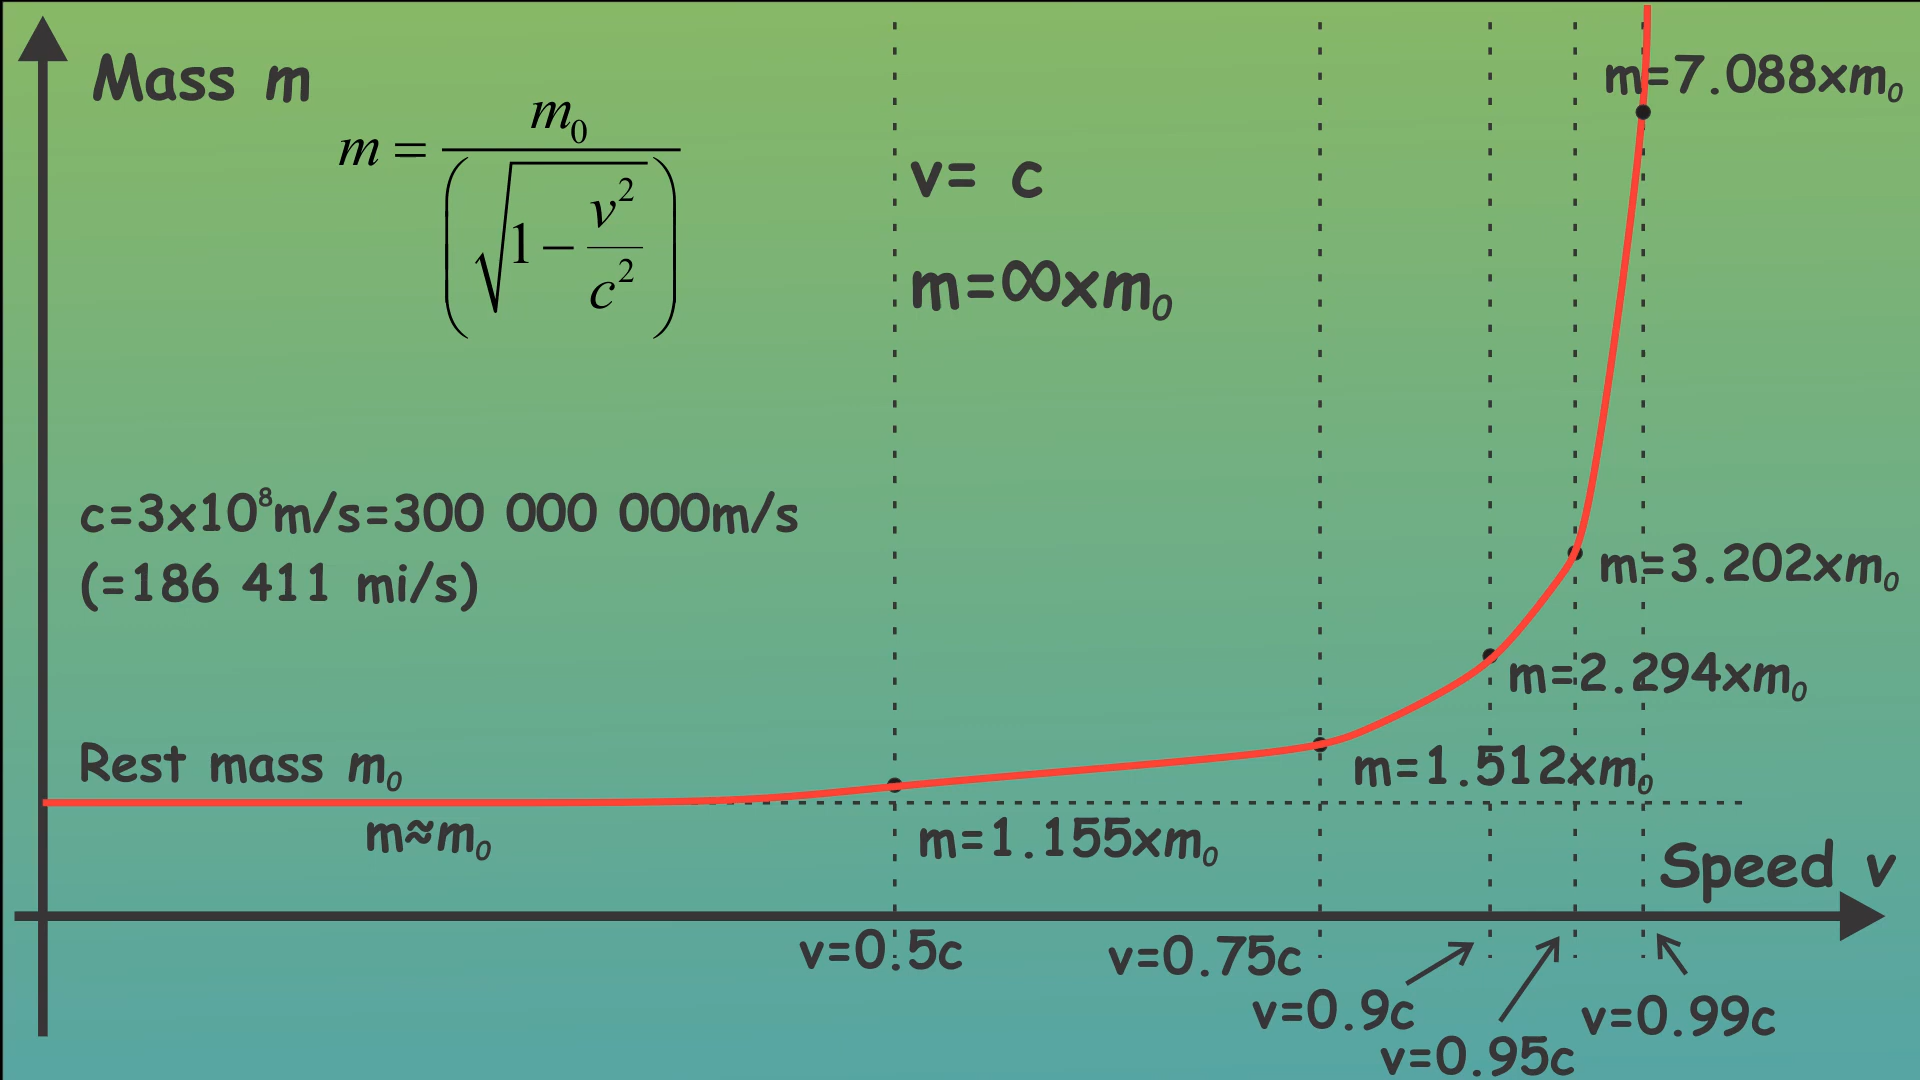 Mass m
m = m₀ / (√(1 − v²/c²))
v= c
m=∞xm₀
m=7.088xm₀
c=3x10⁸m/s=300 000 000m/s
(=186 411 mi/s)
m=3.202xm₀
m=2.294xm₀
Rest mass m₀
m=1.512xm₀
m≈m₀
m=1.155xm₀
Speed v
v=0.5c
v=0.75c
v=0.9c
v=0.95c
v=0.99c